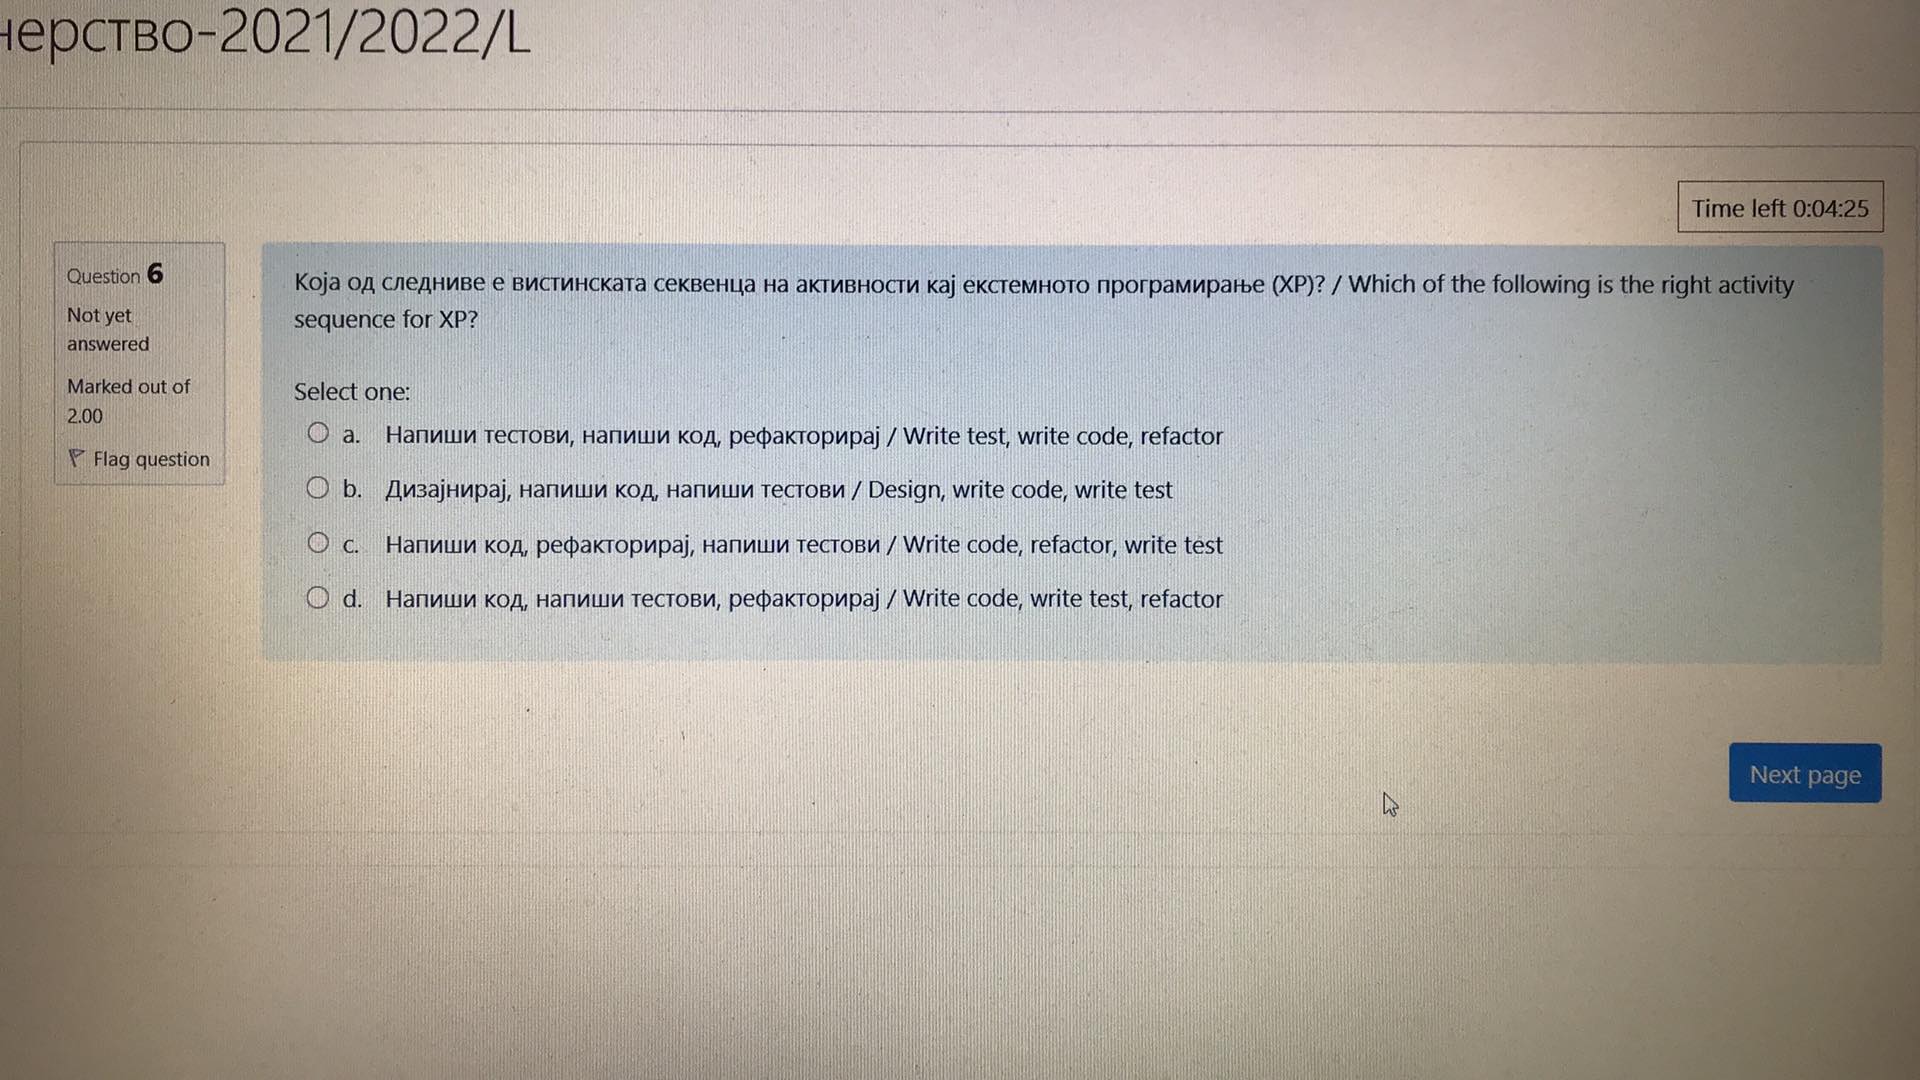 нерство-2021/2022/L
Time left 0:04:25
Question 6
Not yet
answered
Marked out of
2.00
Flag question
Која од следниве е вистинската секвенца на активности кај екстемното програмирање (XP)? / Which of the following is the right activity
sequence for XP?
Select one:
a. Напиши тестови, напиши код, рефакторирај / Write test, write code, refactor
b. Дизајнирај, напиши код, напиши тестови / Design, write code, write test
c. Напиши код, рефакторирај, напиши тестови / Write code, refactor, write test
d. Напиши код, напиши тестови, рефакторирај / Write code, write test, refactor
Next page